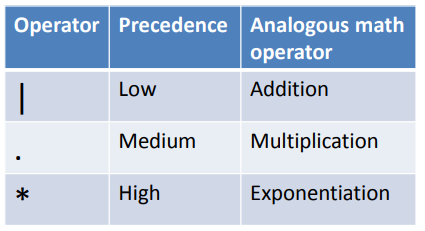 Operator Precedence Analogous math
operator
| Low Addition
. Medium Multiplication
* High Exponentiation